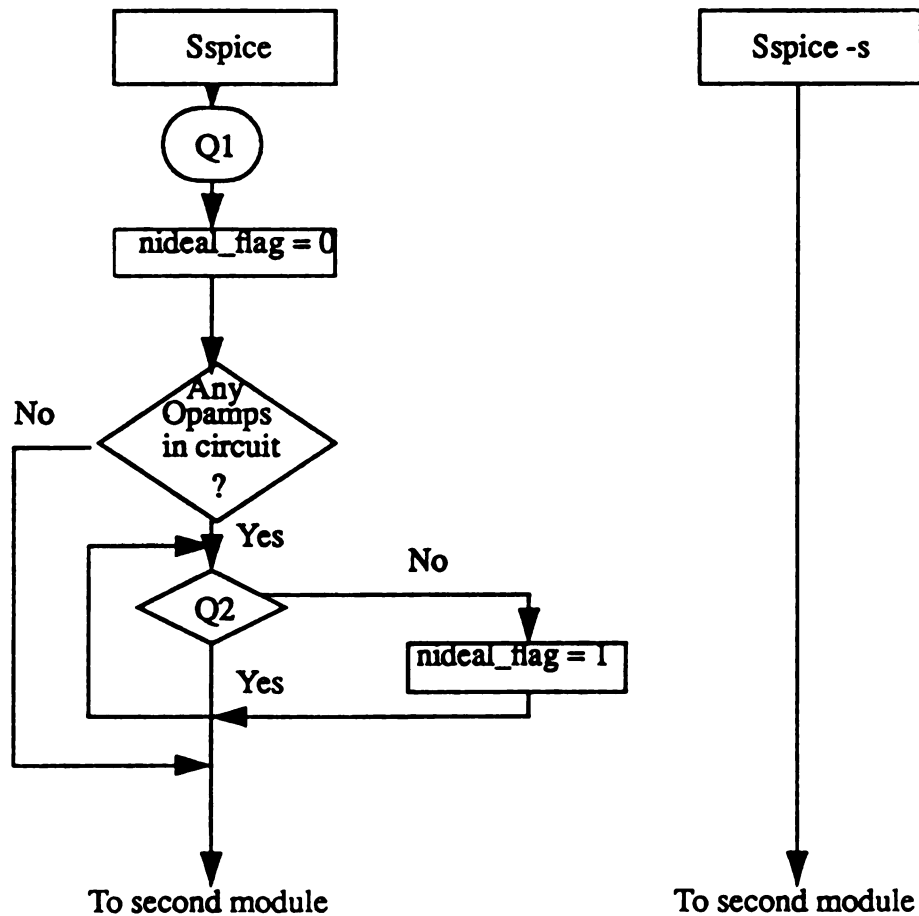 Sspice
Sspice -s
Q1
nideal_flag = 0
Any
Opamps
in circuit
?
No
Yes
No
Q2
nideal_flag = 1
Yes
To second module
To second module